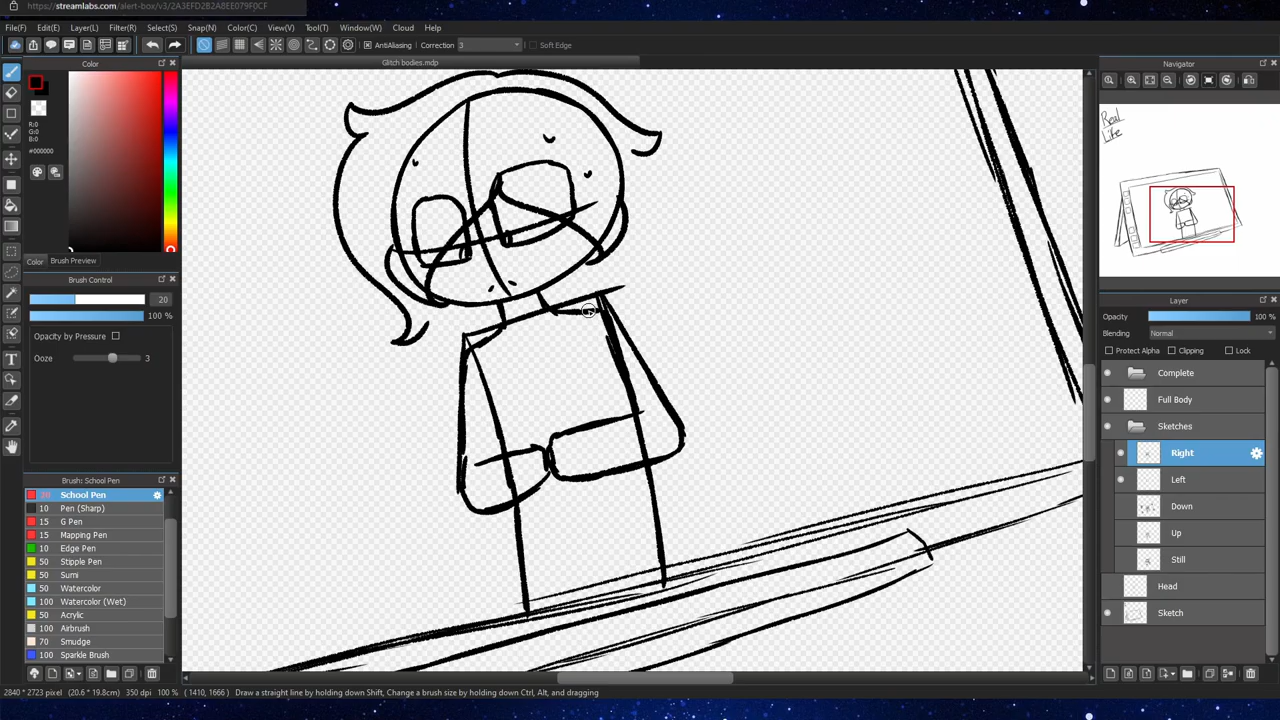 https://streamlabs.com/alert-box/v3/2A3EFD2B2A8EE079F0CF
File(F) Edit(E) Layer(L) Filter(R) Select(S) Snap(N) Color(C) View(V) Tool(T) Window(W) Cloud Help
AntiAliasing Correction 3 Soft Edge
Color
Glitch bodies.mdp
Navigator
R:0
G:0
B:0
#000000
Real
Life
Color Brush Preview
Brush Control
20
100 %
Opacity by Pressure
Ooze 3
Layer
Opacity 100 %
Blending Normal
Protect Alpha Clipping Lock
Complete
Full Body
Sketches
Right
Left
Down
Up
Still
Head
Sketch
Brush: School Pen
20 School Pen
10 Pen (Sharp)
15 G Pen
15 Mapping Pen
10 Edge Pen
50 Stipple Pen
50 Sumi
50 Watercolor
100 Watercolor (Wet)
50 Acrylic
100 Airbrush
70 Smudge
100 Sparkle Brush
2840 * 2723 pixel (20.6 * 19.8cm) 350 dpi 100 % (1410, 1666) Draw a straight line by holding down Shift, Change a brush size by holding down Ctrl, Alt, and dragging